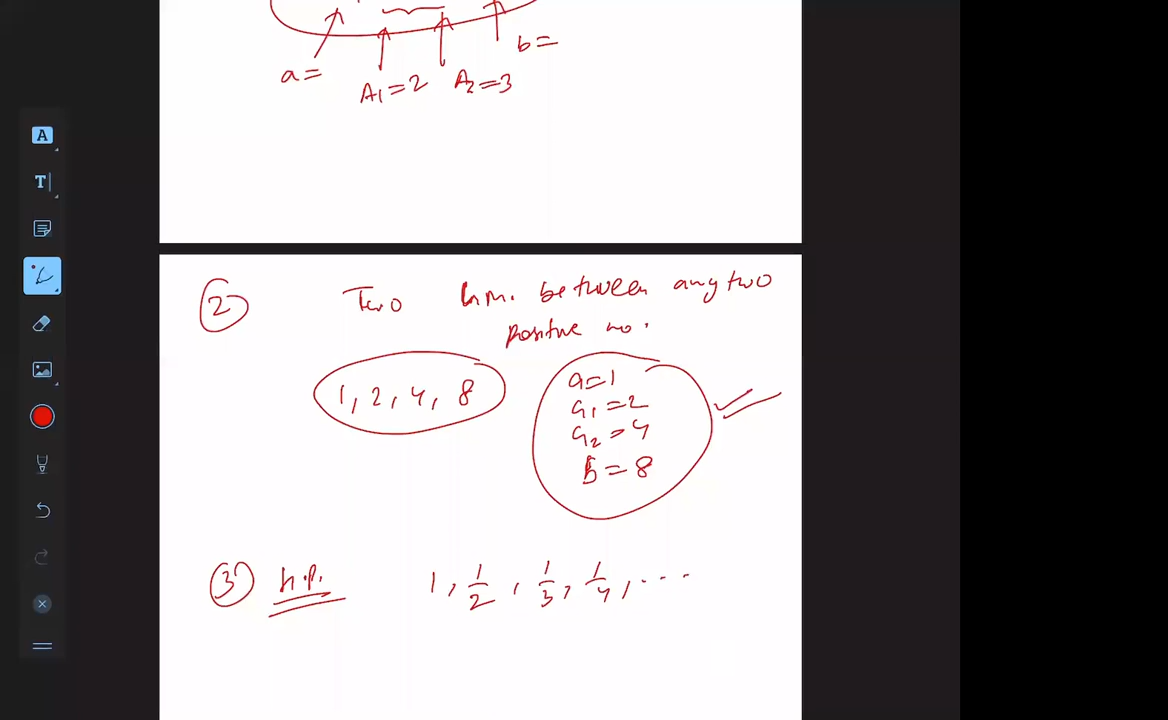 a=
A₁=2 A₂=3
b=
② Two G.M. between any two
positive no.
1, 2, 4, 8
a=1
G₁=2
G₂=4
b=8
③ H.P. 1, 1/2, 1/3, 1/4, ...
A
T